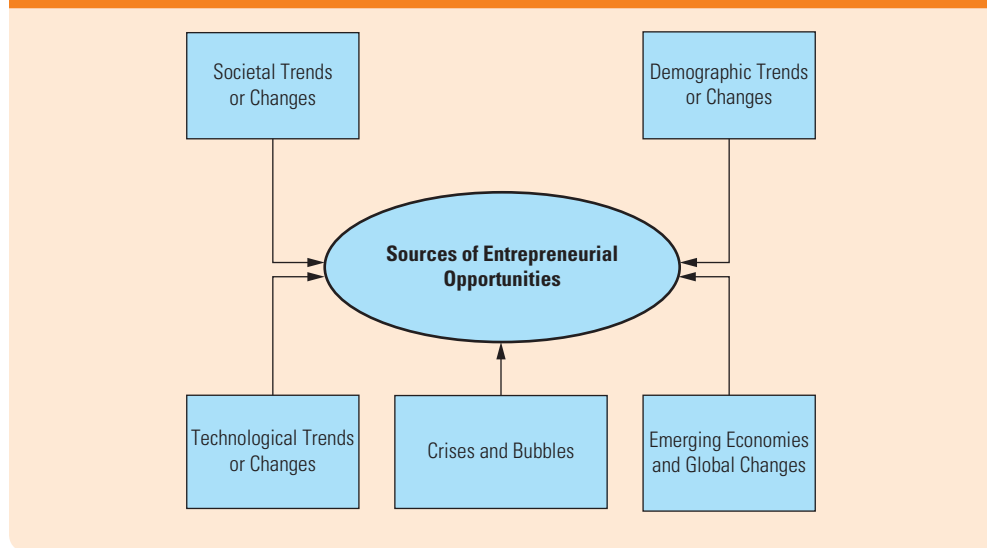 Societal Trends
or Changes
Demographic Trends
or Changes
Sources of Entrepreneurial
Opportunities
Technological Trends
or Changes
Crises and Bubbles
Emerging Economies
and Global Changes